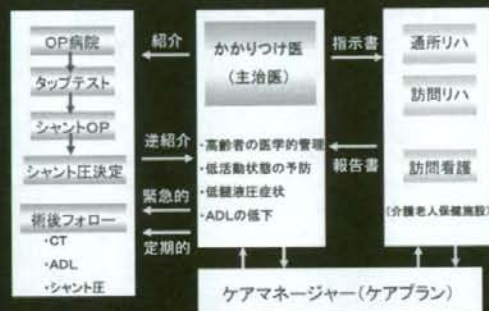 OP病院
タップテスト
シャントOP
シャント圧決定
術後フォロー
・CT
・ADL
・シャント圧
紹介
逆紹介
緊急的
定期的
かかりつけ医
(主治医)
・高齢者の医学的管理
・低活動状態の予防
・低髄液圧症状
・ADLの低下
指示書
報告書
通所リハ
訪問リハ
訪問看護
(介護老人保健施設)
ケアマネージャー(ケアプラン)